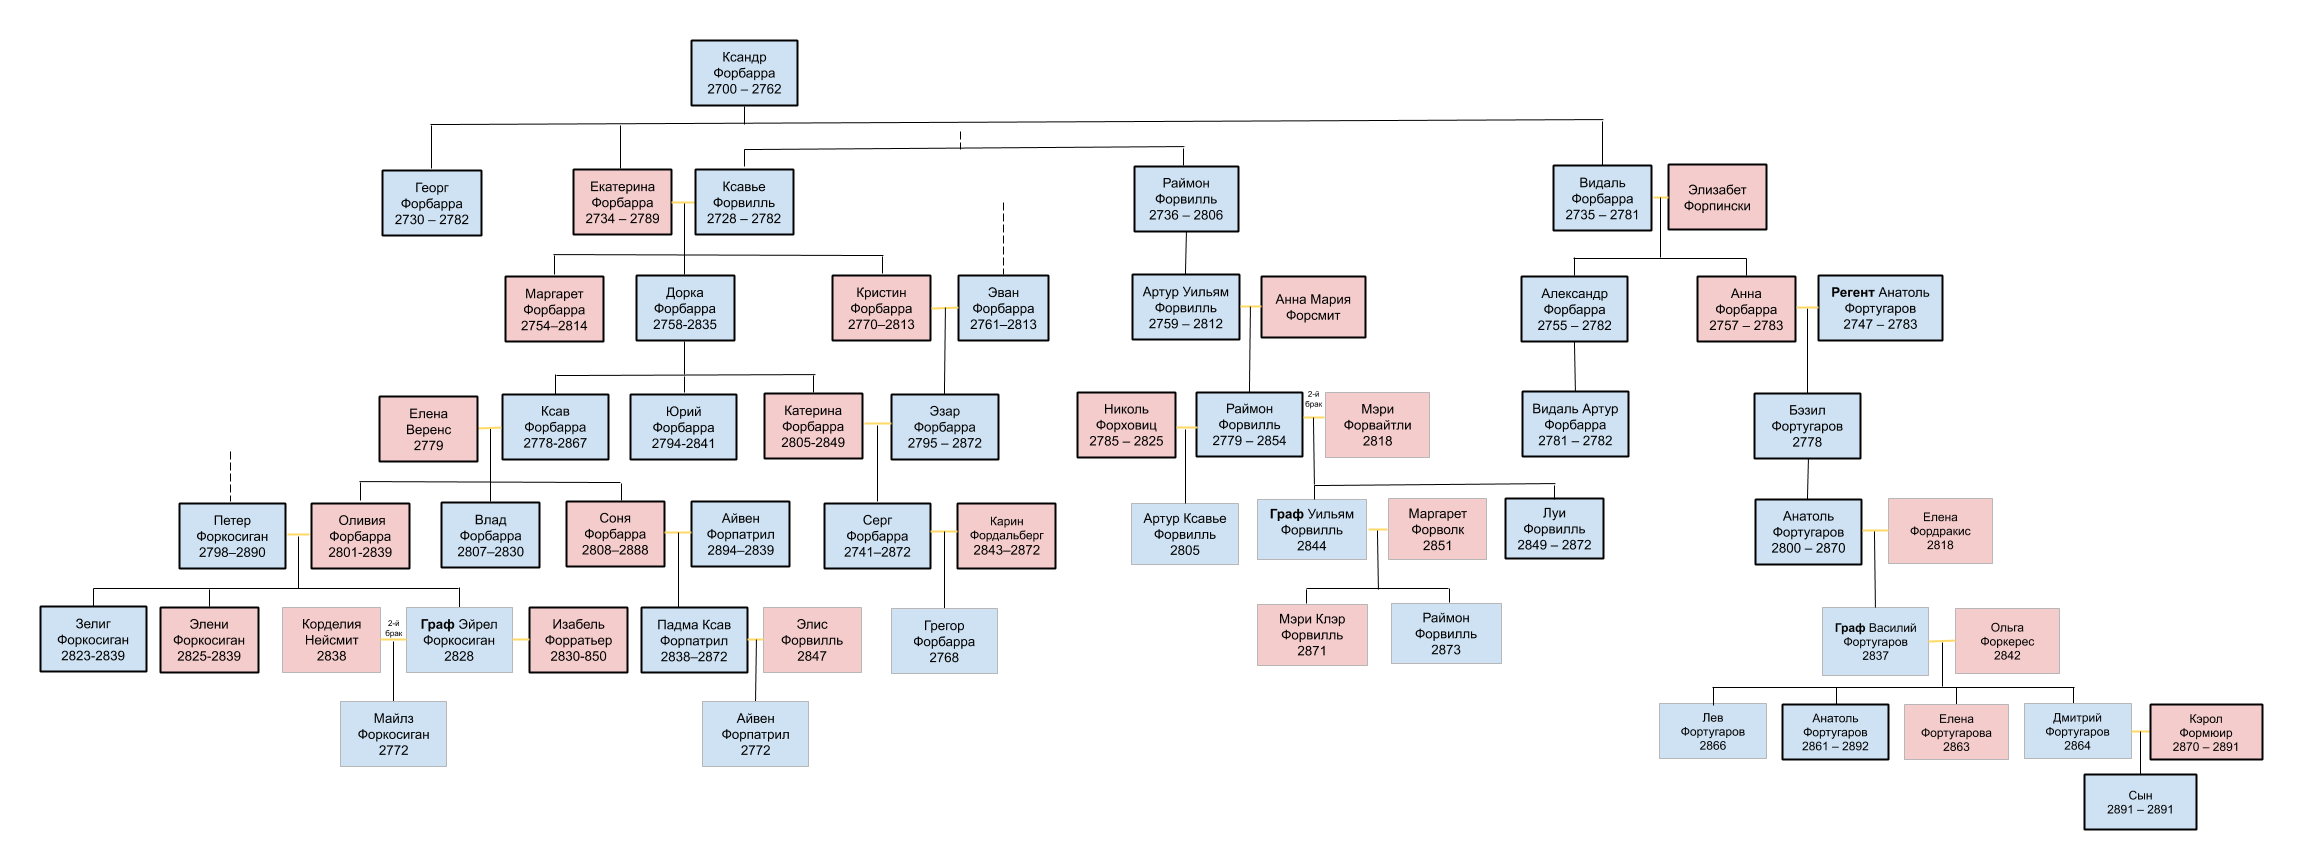 Ксандр
Форбарра
2700 – 2762
Георг
Форбарра
2730 – 2782
Екатерина
Форбарра
2734 – 2789
Ксавье
Форвилль
2728 – 2782
Раймон
Форвилль
2736 – 2806
Видаль
Форбарра
2735 – 2781
Элизабет
Форпински
Маргарет
Форбарра
2754–2814
Дорка
Форбарра
2758-2835
Кристин
Форбарра
2770–2813
Эван
Форбарра
2761–2813
Артур Уильям
Форвилль
2759 – 2812
Анна Мария
Форсмит
Александр
Форбарра
2755 – 2782
Анна
Форбарра
2757 – 2783
Регент Анатоль
Фортугаров
2747 – 2783
Елена
Веренс
2779
Ксав
Форбарра
2778-2867
Юрий
Форбарра
2794-2841
Катерина
Форбарра
2805-2849
Эзар
Форбарра
2795 – 2872
Николь
Форховиц
2785 – 2825
Раймон
Форвилль
2779 – 2854
2-й
брак
Мэри
Форвайтли
2818
Видаль Артур
Форбарра
2781 – 2782
Бэзил
Фортугаров
2778
Петер
Форкосиган
2798–2890
Оливия
Форбарра
2801-2839
Влад
Форбарра
2807–2830
Соня
Форбарра
2808–2888
Айвен
Форпатрил
2894–2839
Серг
Форбарра
2741–2872
Карин
Фордальберг
2843–2872
Артур Ксавье
Форвилль
2805
Граф Уильям
Форвилль
2844
Маргарет
Форволк
2851
Луи
Форвилль
2849 – 2872
Анатоль
Фортугаров
2800 – 2870
Елена
Фордракис
2818
Зелиг
Форкосиган
2823-2839
Элени
Форкосиган
2825-2839
Корделия
Нейсмит
2838
2-й
брак
Граф Эйрел
Форкосиган
2828
Изабель
Форратьер
2830-850
Падма Ксав
Форпатрил
2838–2872
Элис
Форвилль
2847
Грегор
Форбарра
2768
Мэри Клэр
Форвилль
2871
Раймон
Форвилль
2873
Граф Василий
Фортугаров
2837
Ольга
Форкерес
2842
Майлз
Форкосиган
2772
Айвен
Форпатрил
2772
Лев
Фортугаров
2866
Анатоль
Фортугаров
2861 – 2892
Елена
Фортугарова
2863
Дмитрий
Фортугаров
2864
Кэрол
Формюир
2870 – 2891
Сын
2891 – 2891